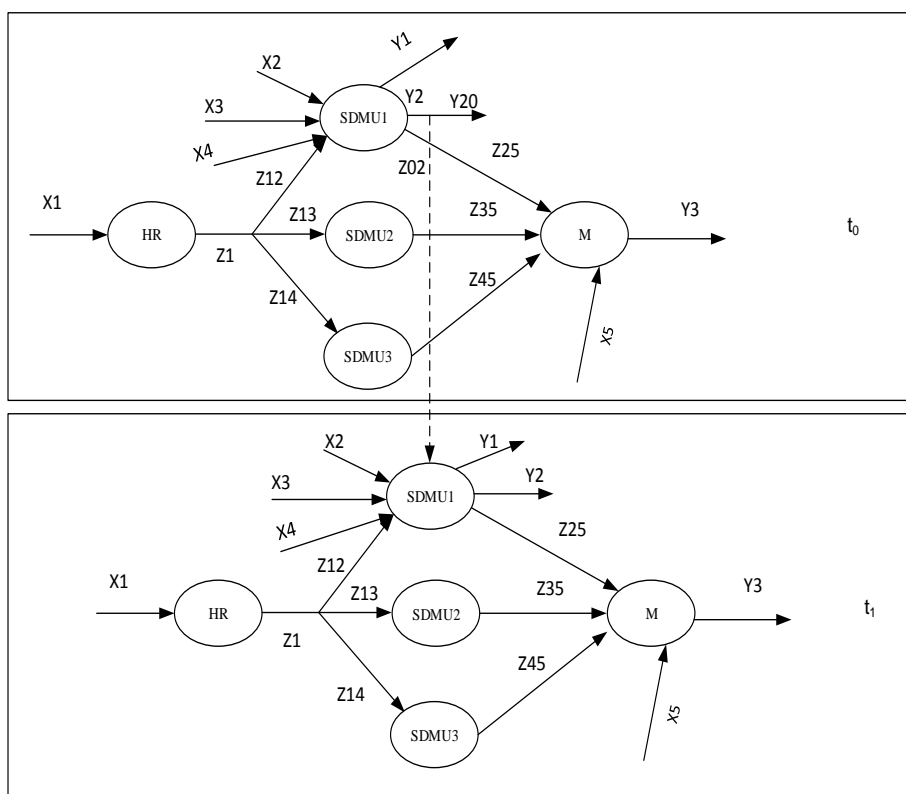 Y1
X2
Y2
Y20
X3
SDMU1
X4
Z25
Z12
Z02
X1
Z13
Z35
Y3
HR
SDMU2
M
t0
Z1
Z45
Z14
X5
SDMU3
X2
Y1
Y2
X3
SDMU1
X4
Z25
Z12
X1
Z13
Z35
Y3
HR
SDMU2
M
t1
Z1
Z45
Z14
X5
SDMU3